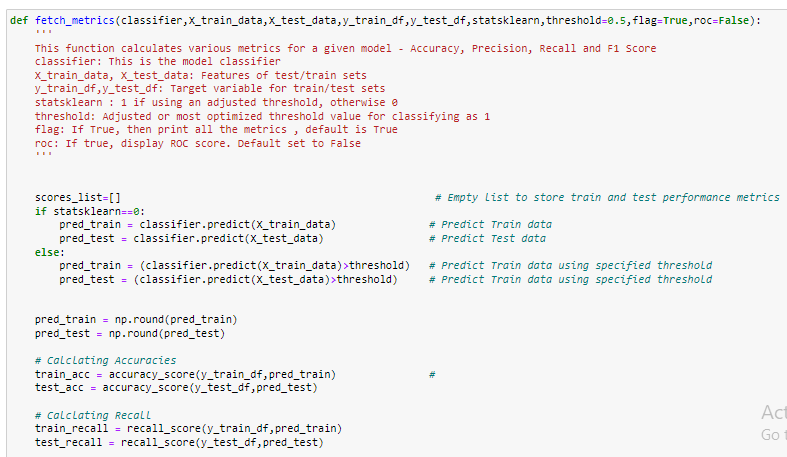 def fetch_metrics(classifier,X_train_data,X_test_data,y_train_df,y_test_df,statsklearn,threshold=0.5,flag=True,roc=False):
'''
This function calculates various metrics for a given model - Accuracy, Precision, Recall and F1 Score
classifier: This is the model classifier
X_train_data, X_test_data: Features of test/train sets
y_train_df,y_test_df: Target variable for train/test sets
statsklearn : 1 if using an adjusted threshold, otherwise 0
threshold: Adjusted or most optimized threshold value for classifying as 1
flag: If True, then print all the metrics , default is True
roc: If true, display ROC score. Default set to False
'''
scores_list=[] # Empty list to store train and test performance metrics
if statsklearn==0:
pred_train = classifier.predict(X_train_data) # Predict Train data
pred_test = classifier.predict(X_test_data) # Predict Test data
else:
pred_train = (classifier.predict(X_train_data)>threshold) # Predict Train data using specified threshold
pred_test = (classifier.predict(X_test_data)>threshold) # Predict Train data using specified threshold
pred_train = np.round(pred_train)
pred_test = np.round(pred_test)
# Calclating Accuracies
train_acc = accuracy_score(y_train_df,pred_train) #
test_acc = accuracy_score(y_test_df,pred_test)
# Calclating Recall
train_recall = recall_score(y_train_df,pred_train)
test_recall = recall_score(y_test_df,pred_test)
Act
Go t